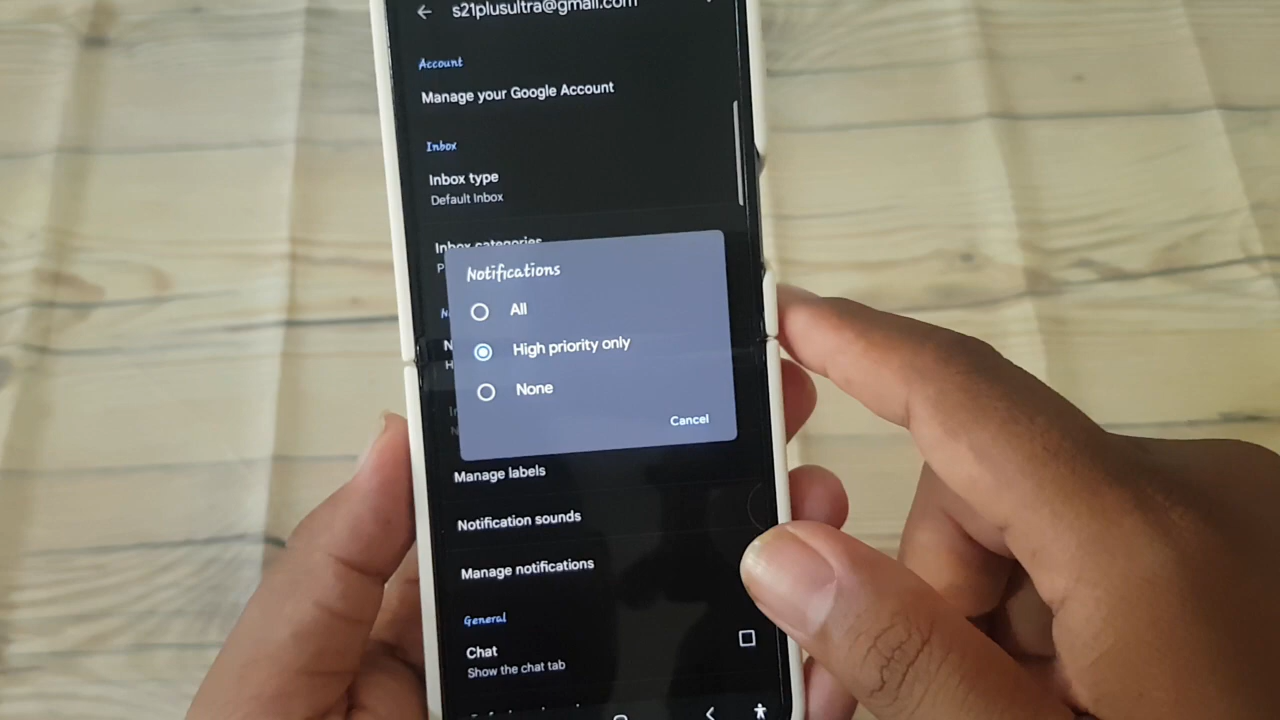 s21plusultra@gmail.com
Account
Manage your Google Account
Inbox
Inbox type
Default Inbox
Inbox categories
P
Notifications
All
High priority only
None
Cancel
N
N
H
N
Manage labels
Notification sounds
Manage notifications
General
Chat
Show the chat tab